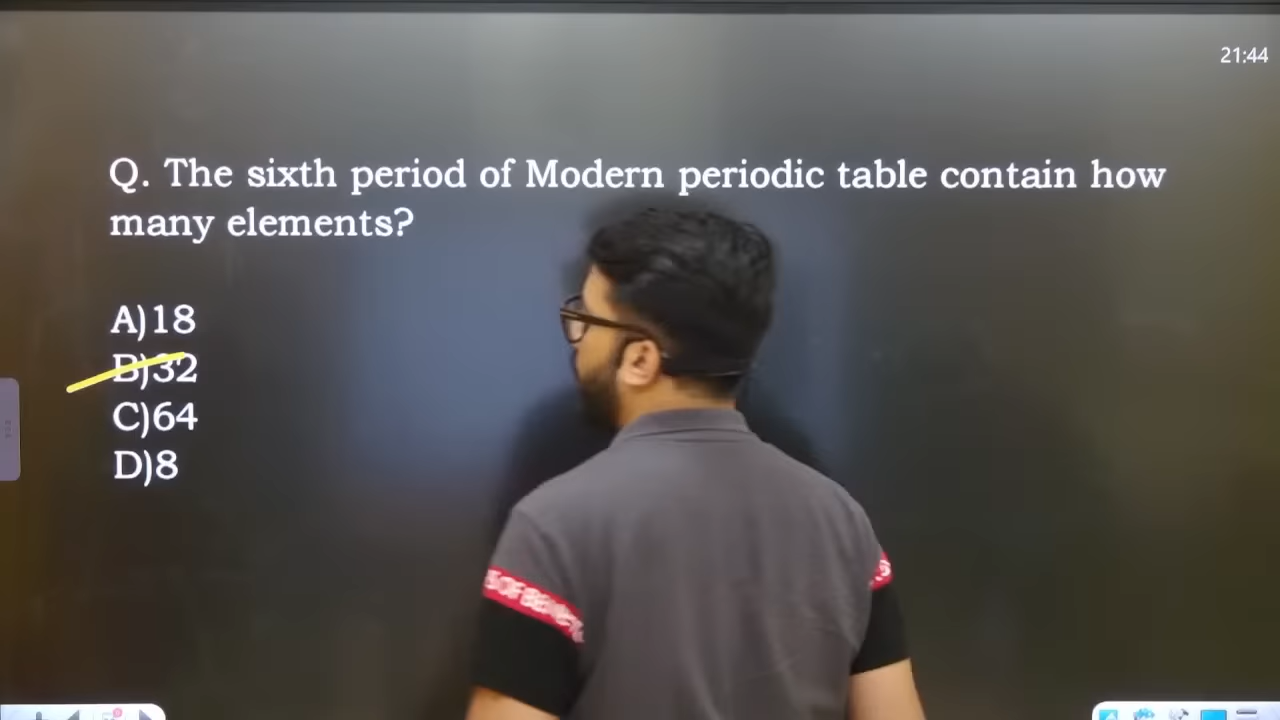 21:44
Q. The sixth period of Modern periodic table contain how
many elements?
A)18
B)32
C)64
D)8